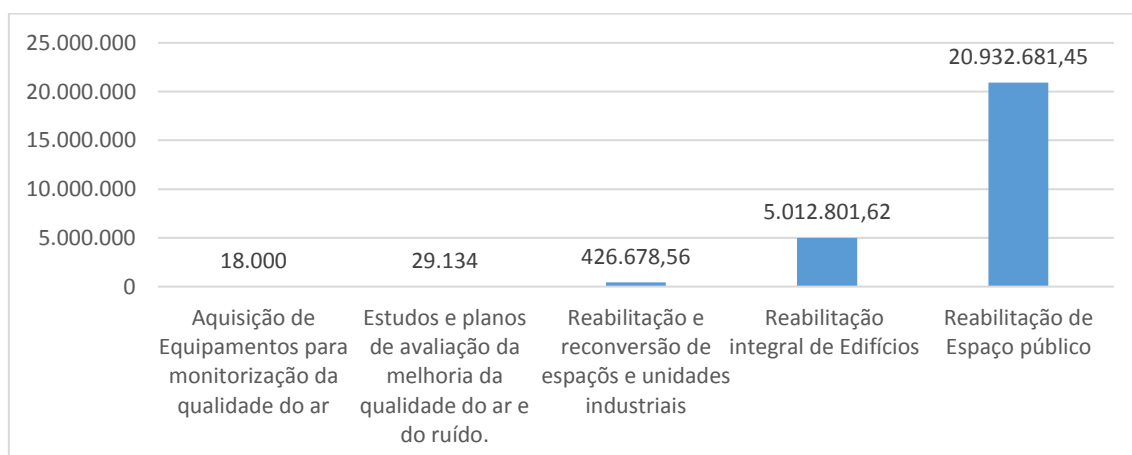 25.000.000
20.000.000
15.000.000
10.000.000
5.000.000
0
18.000
29.134
426.678,56
5.012.801,62
20.932.681,45
Aquisição de
Equipamentos para
monitorização da
qualidade do ar
Estudos e planos
de avaliação da
melhoria da
qualidade do ar e
do ruído.
Reabilitação e
reconversão de
espaçõs e unidades
industriais
Reabilitação
integral de Edifícios
Reabilitação de
Espaço público